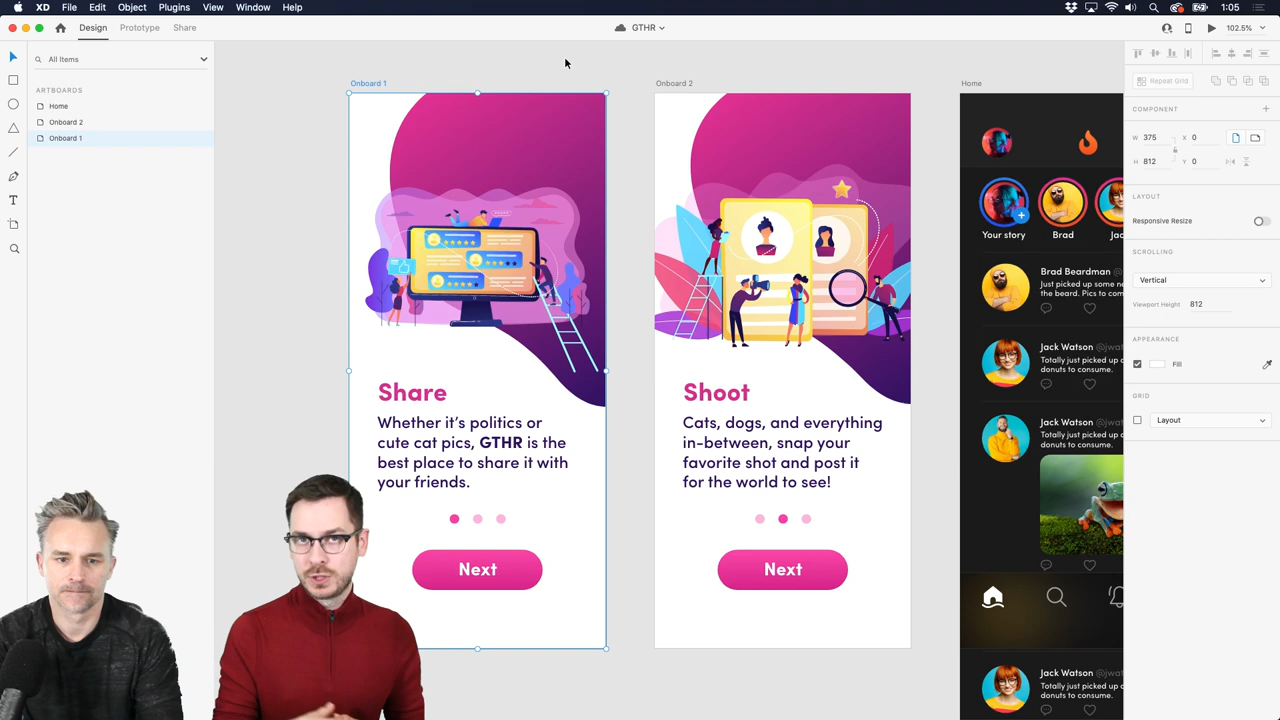 XD File Edit Object Plugins View Window Help 1:05
Design Prototype Share GTHR 102.5%
All Items
ARTBOARDS
Home
Onboard 2
Onboard 1
Onboard 1
Share
Whether it's politics or
cute cat pics, GTHR is the
best place to share it with
your friends.
Next
Onboard 2
Shoot
Cats, dogs, and everything
in-between, snap your
favorite shot and post it
for the world to see!
Next
Home
Your story Brad
Brad Beardman
Just picked up some
the beard. Pics to
Jack Watson
Totally just picked up
donuts to consume.
Jack Watson
Totally just picked up
donuts to consume.
Jack Watson
Totally just picked up
donuts to consume.
Repeat Grid
COMPONENT
W 375 X 0
H 812 Y 0
LAYOUT
Responsive Resize
SCROLLING
Vertical
Viewport Height 812
APPEARANCE
Fill
GRID
Layout